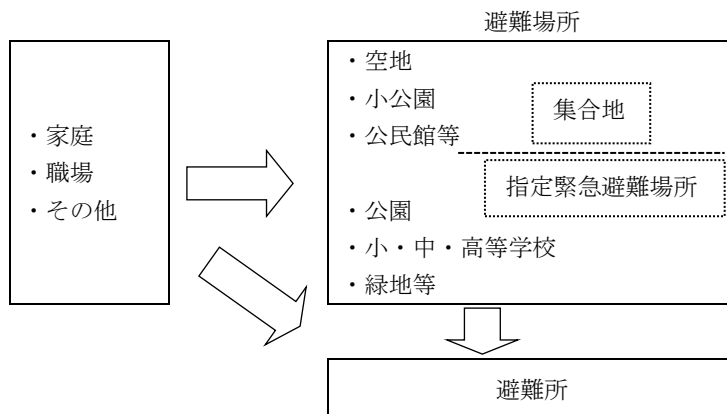 避難場所
・家庭
・職場
・その他
・空地
・小公園
・公民館等
集合地
指定緊急避難場所
・公園
・小・中・高等学校
・緑地等
避難所